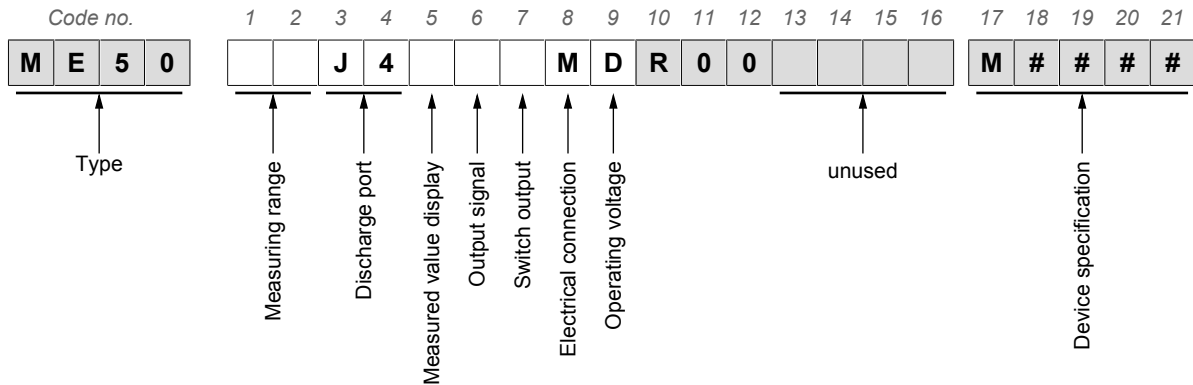 Code no. 1 2 3 4 5 6 7 8 9 10 11 12 13 14 15 16 17 18 19 20 21
M E 5 0 J 4 M D R 0 0 M # # # #
Type
Measuring range
Discharge port
Measured value display
Output signal
Switch output
Electrical connection
Operating voltage
unused
Device specification